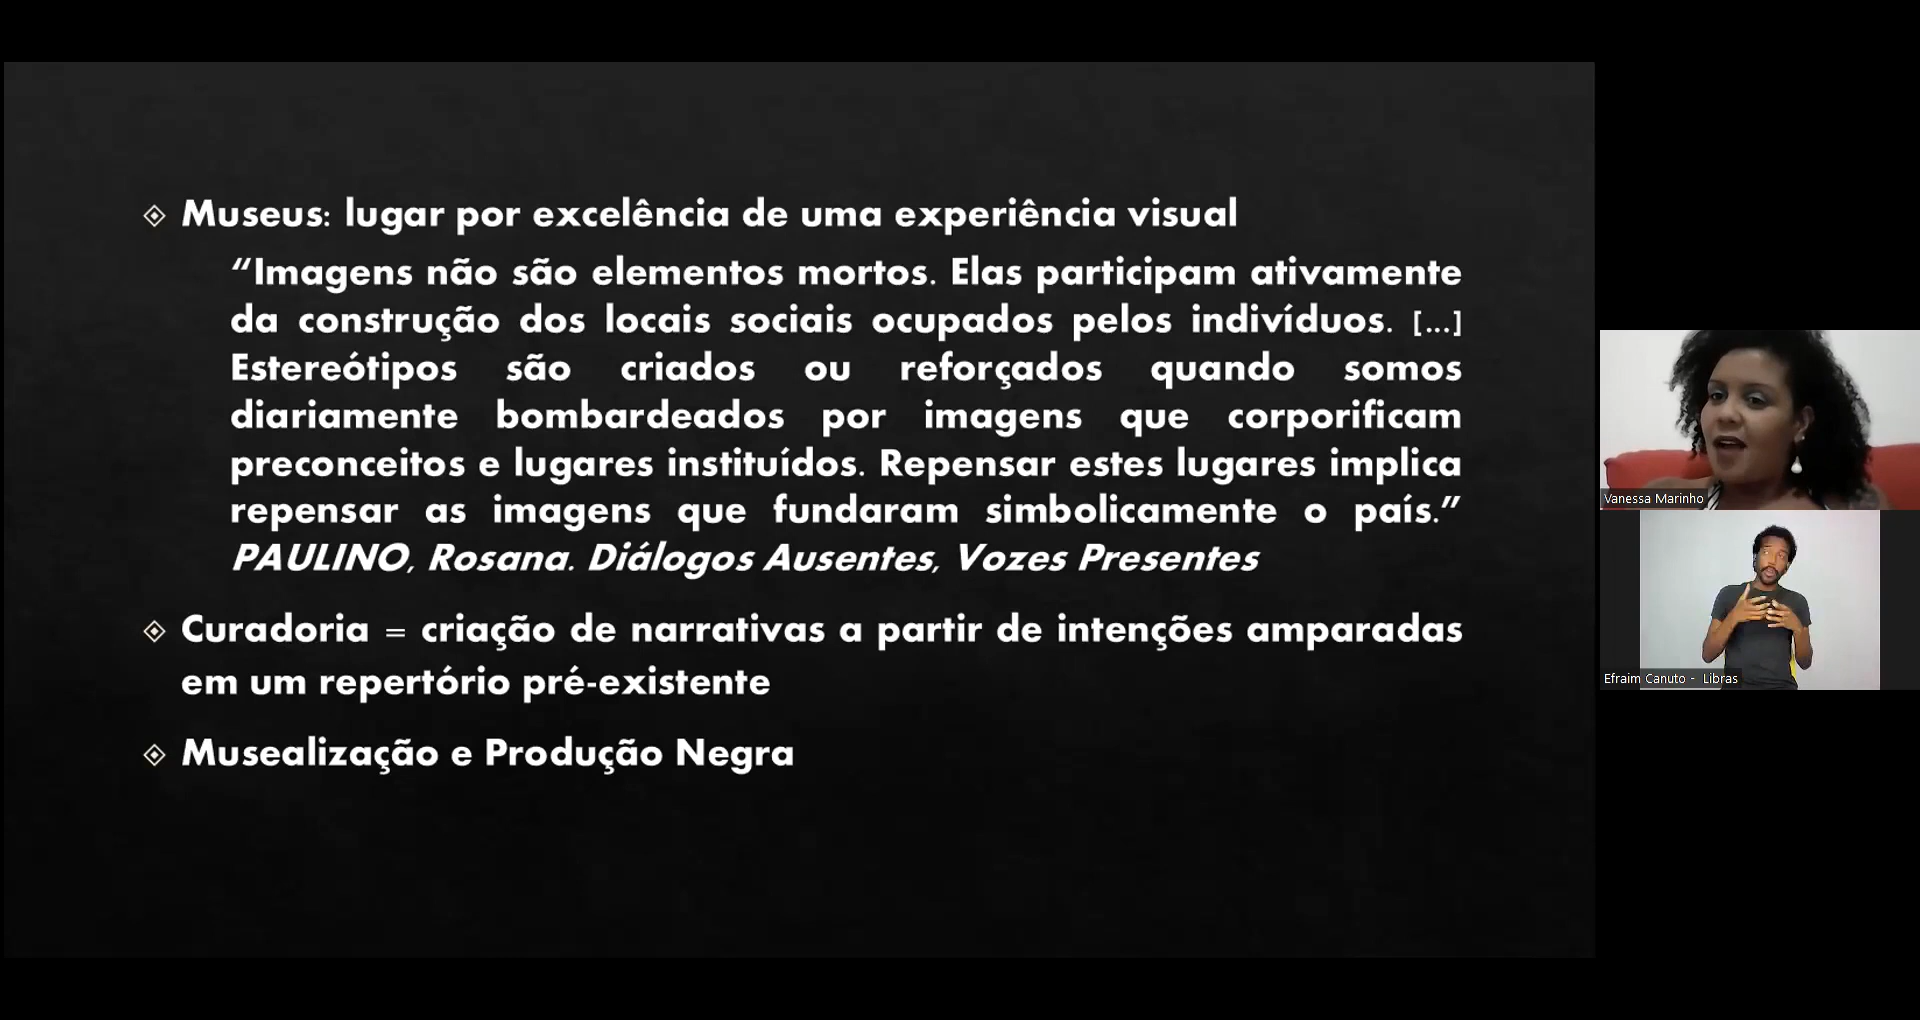 Museus: lugar por excelência de uma experiência visual
“Imagens não são elementos mortos. Elas participam ativamente
da construção dos locais sociais ocupados pelos indivíduos. [...]
Estereótipos são criados ou reforçados quando somos
diariamente bombardeados por imagens que corporificam
preconceitos e lugares instituídos. Repensar estes lugares implica
repensar as imagens que fundaram simbolicamente o país.”
PAULINO, Rosana. Diálogos Ausentes, Vozes Presentes
Curadoria = criação de narrativas a partir de intenções amparadas
em um repertório pré-existente
Musealização e Produção Negra
Vanessa Marinho
Efraim Canuto - Libras